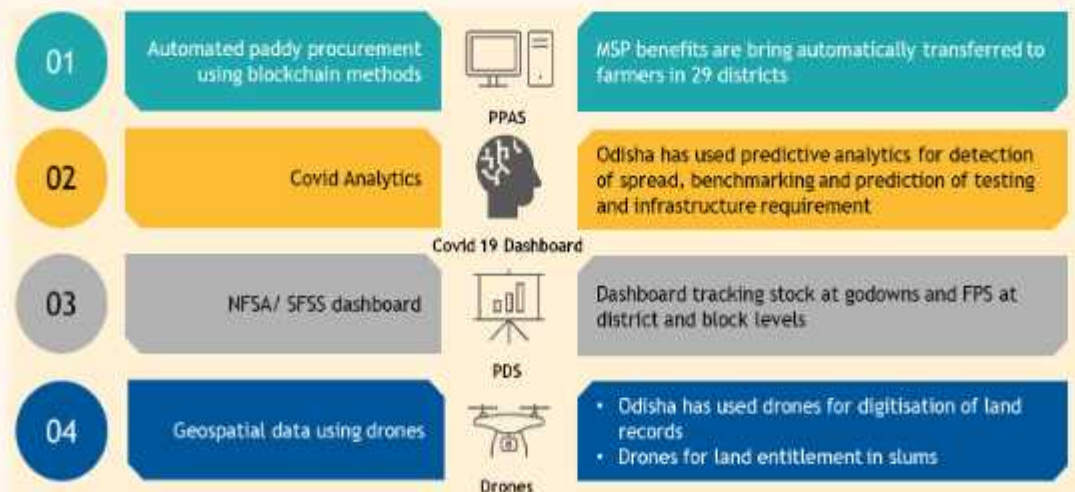 01
Automated paddy procurement
using blockchain methods
PPAS
MSP benefits are bring automatically transferred to
farmers in 29 districts
02
Covid Analytics
Covid 19 Dashboard
Odisha has used predictive analytics for detection
of spread, benchmarking and prediction of testing
and infrastructure requirement
03
NFSA/ SFSS dashboard
PDS
Dashboard tracking stock at godowns and FPS at
district and block levels
04
Geospatial data using drones
Drones
• Odisha has used drones for digitisation of land
records
• Drones for land entitlement in slums